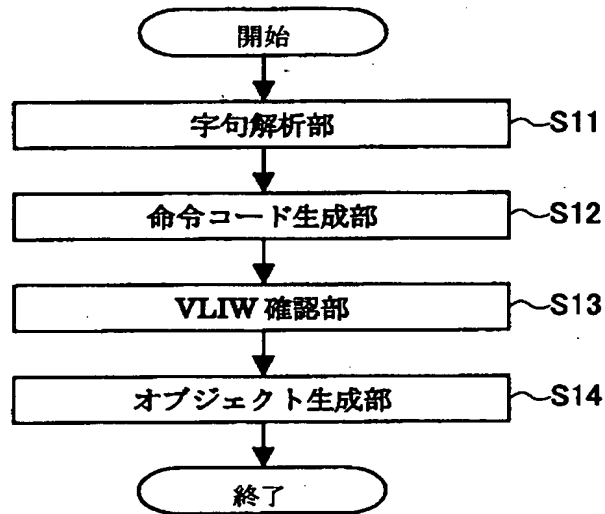 開始
字句解析部
S11
命令コード生成部
S12
VLIW 確認部
S13
オブジェクト生成部
S14
終了